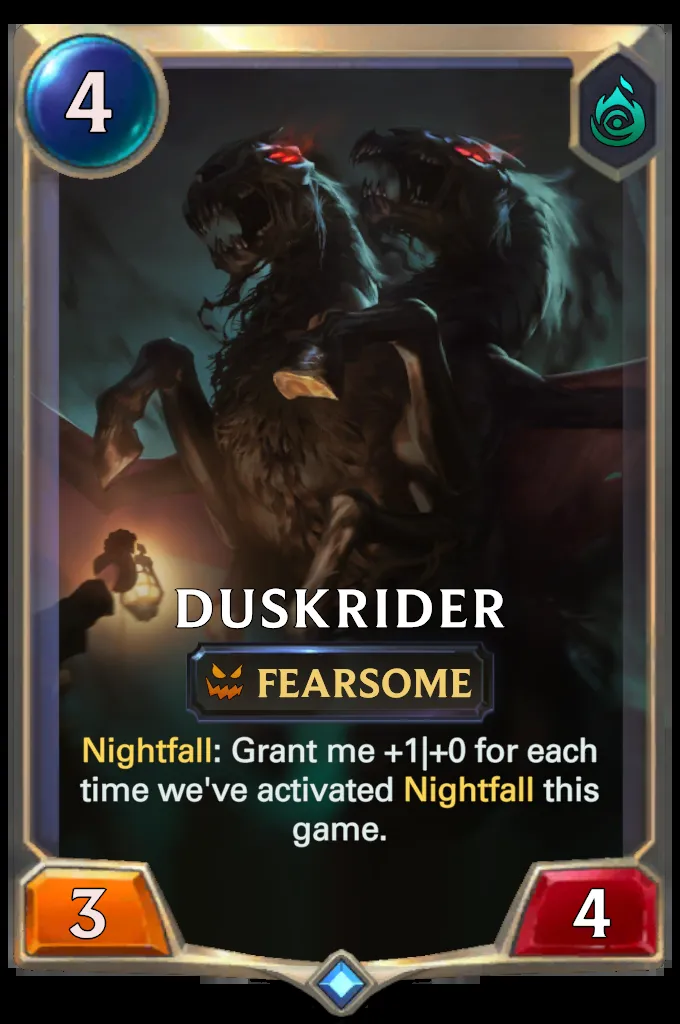 4
DUSKRIDER
FEARSOME
Nightfall: Grant me +1|+0 for each
time we've activated Nightfall this
game.
3
4